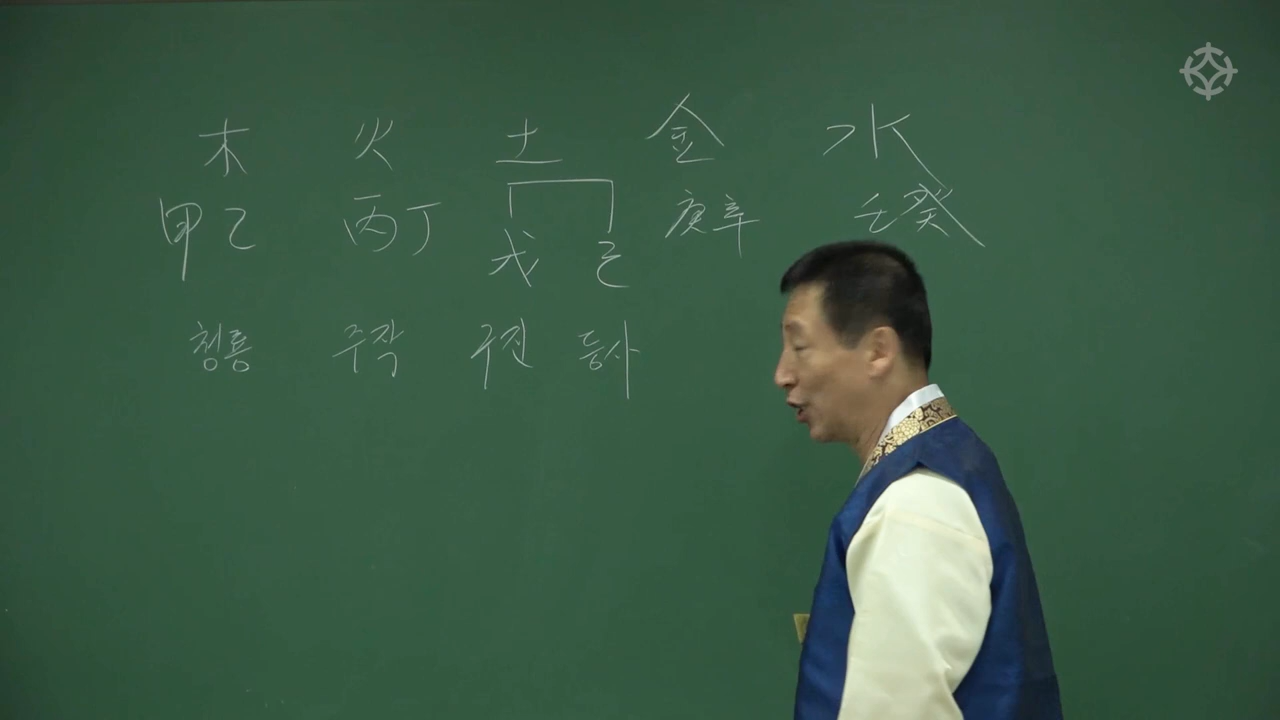 木 火 土 金 水
甲乙 丙丁 庚辛 壬癸
戊 己
청룡 주작 구진 등사